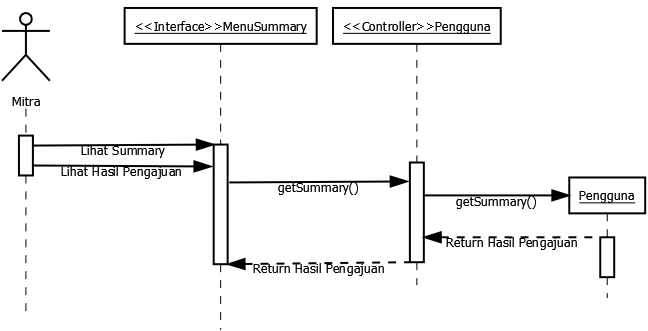 <<Interface>>MenuSummary
<<Controller>>Pengguna
Mitra
Lihat Summary
Lihat Hasil Pengajuan
getSummary()
getSummary()
Pengguna
Return Hasil Pengajuan
Return Hasil Pengajuan